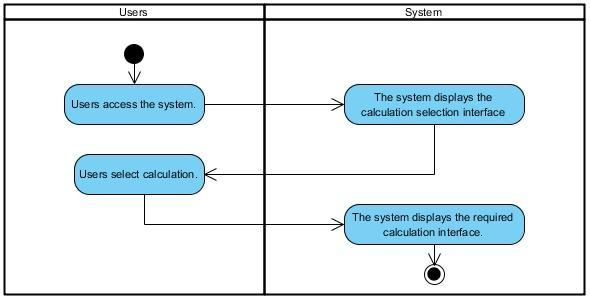 Users
System
Users access the system.
The system displays the
calculation selection interface
Users select calculation.
The system displays the required
calculation interface.